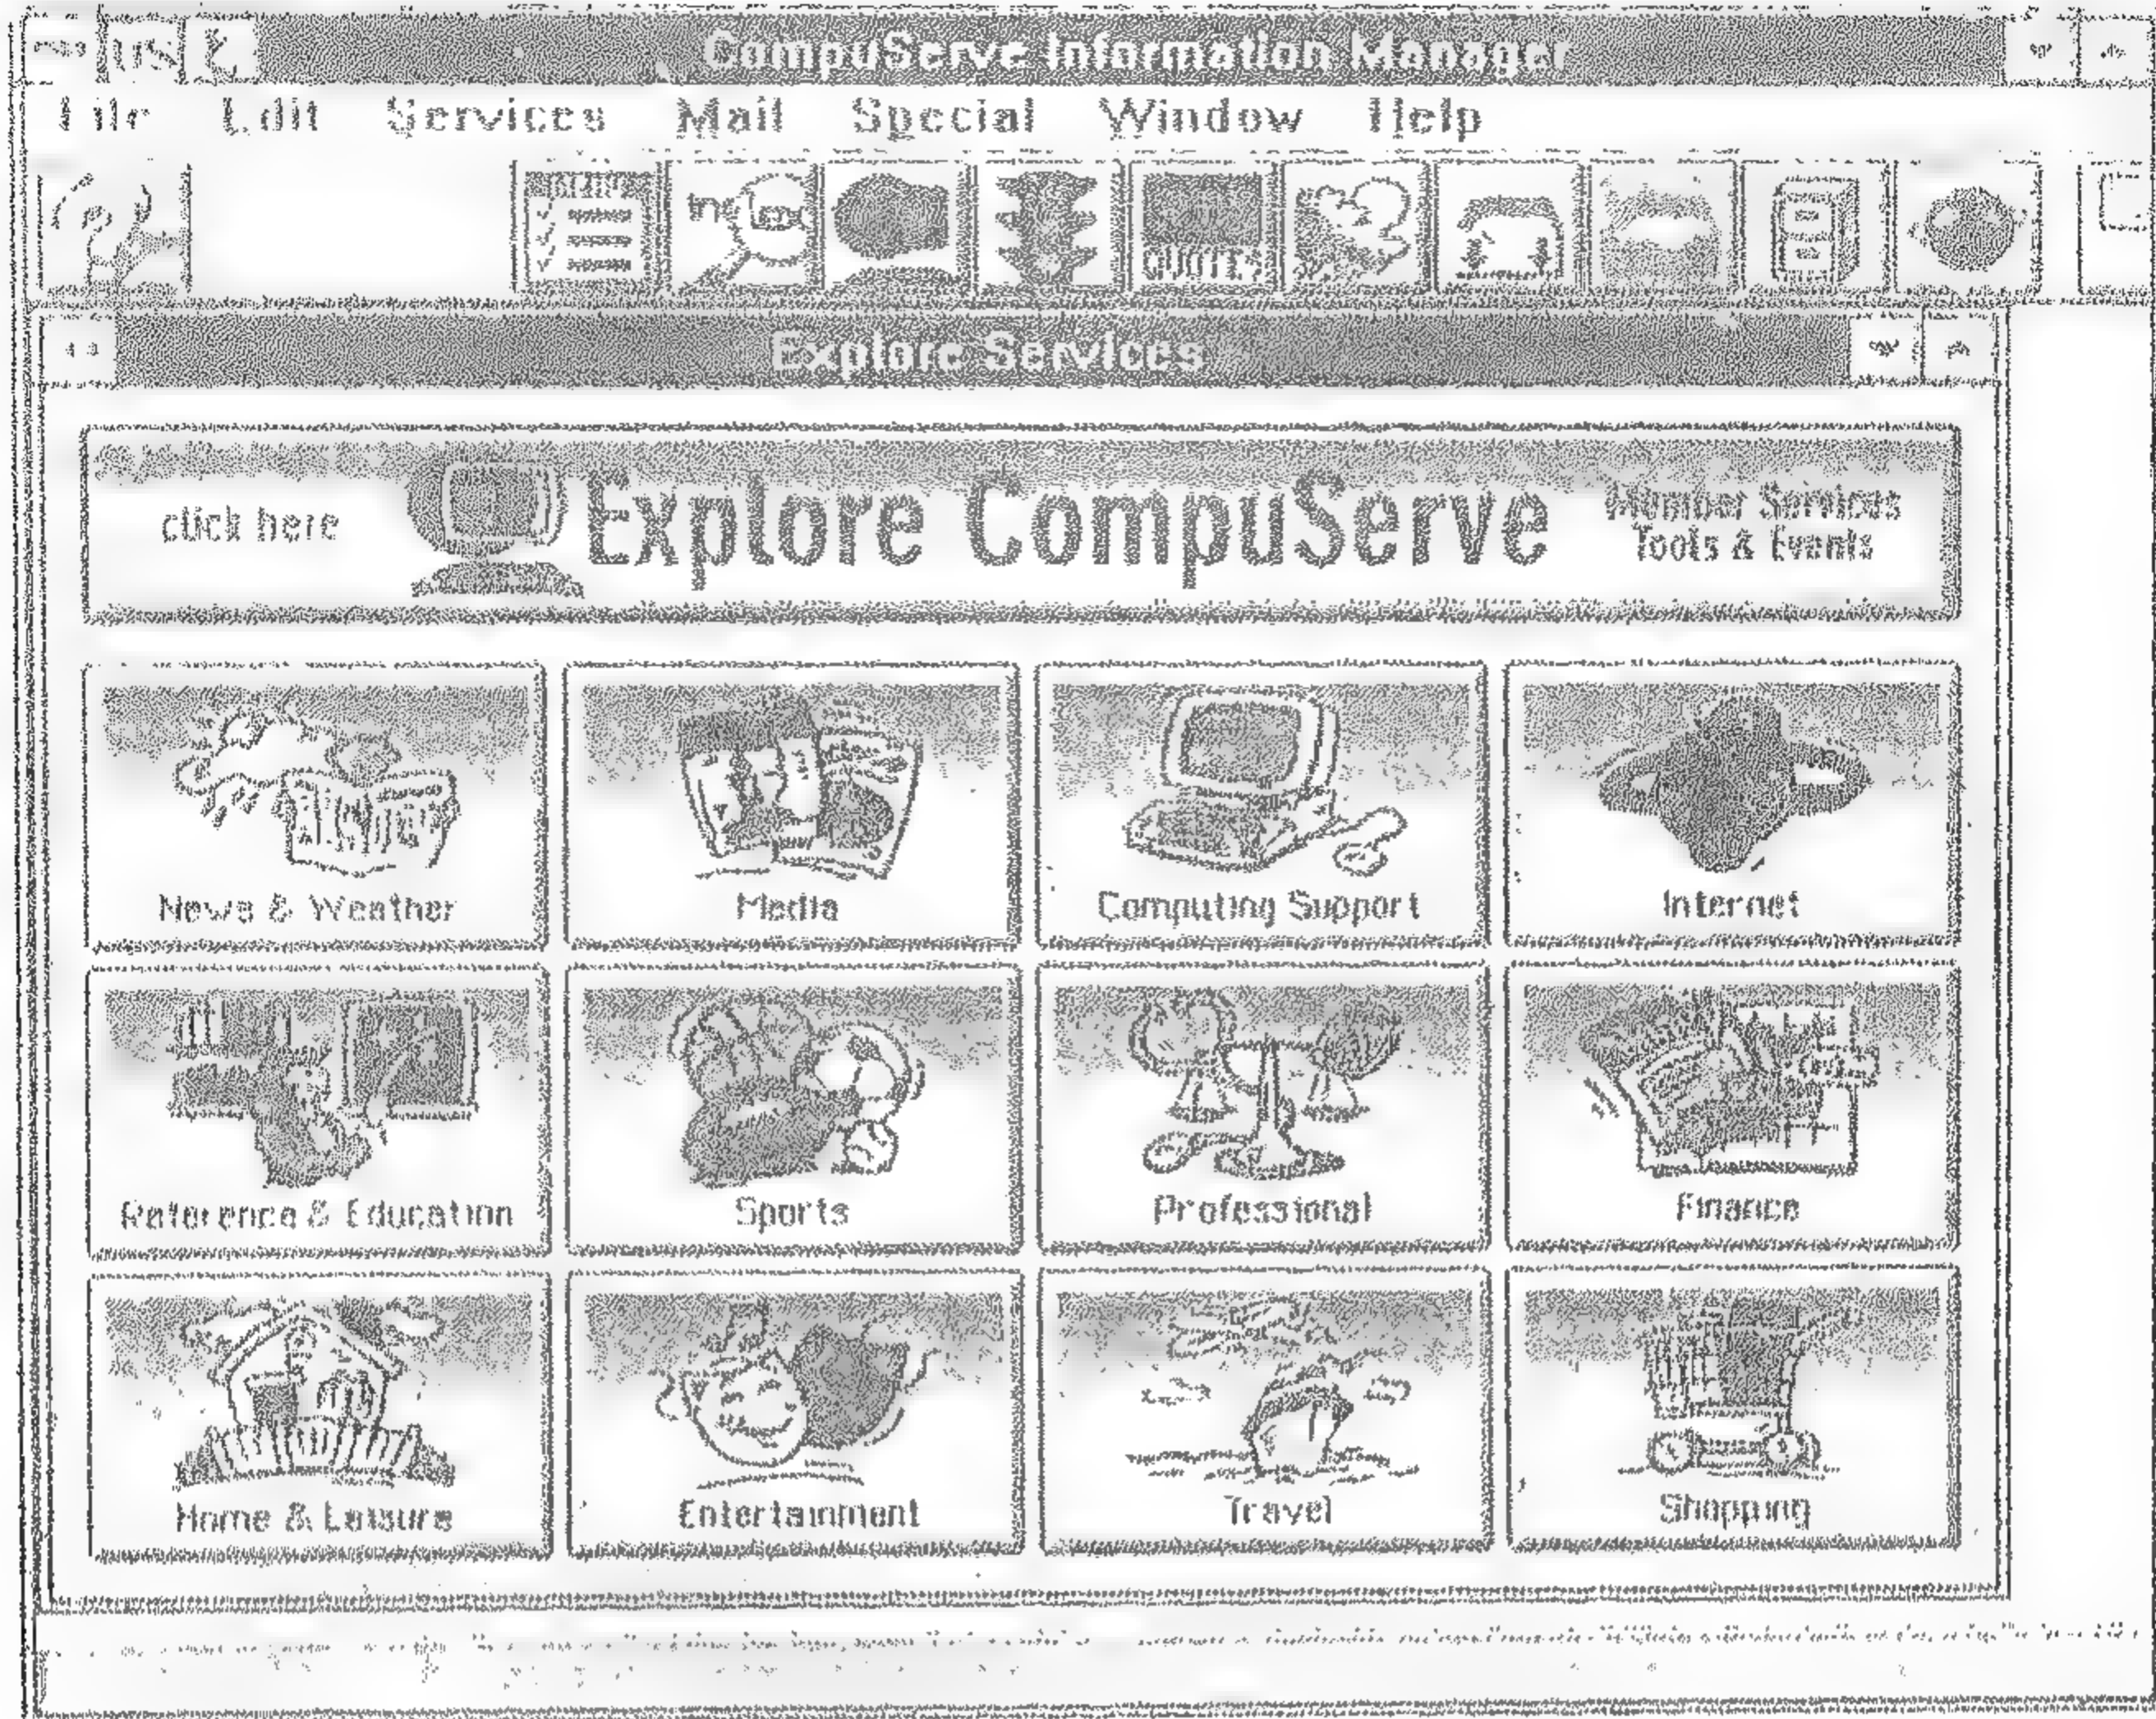 CompuServe Information Manager
File Edit Services Mail Special Window Help
QUOTES
Explore Services
click here
Explore CompuServe
Member Services
Tools & Events
News & Weather
Media
Computing Support
Internet
Reference & Education
Sports
Professional
Finance
Home & Leisure
Entertainment
Travel
Shopping